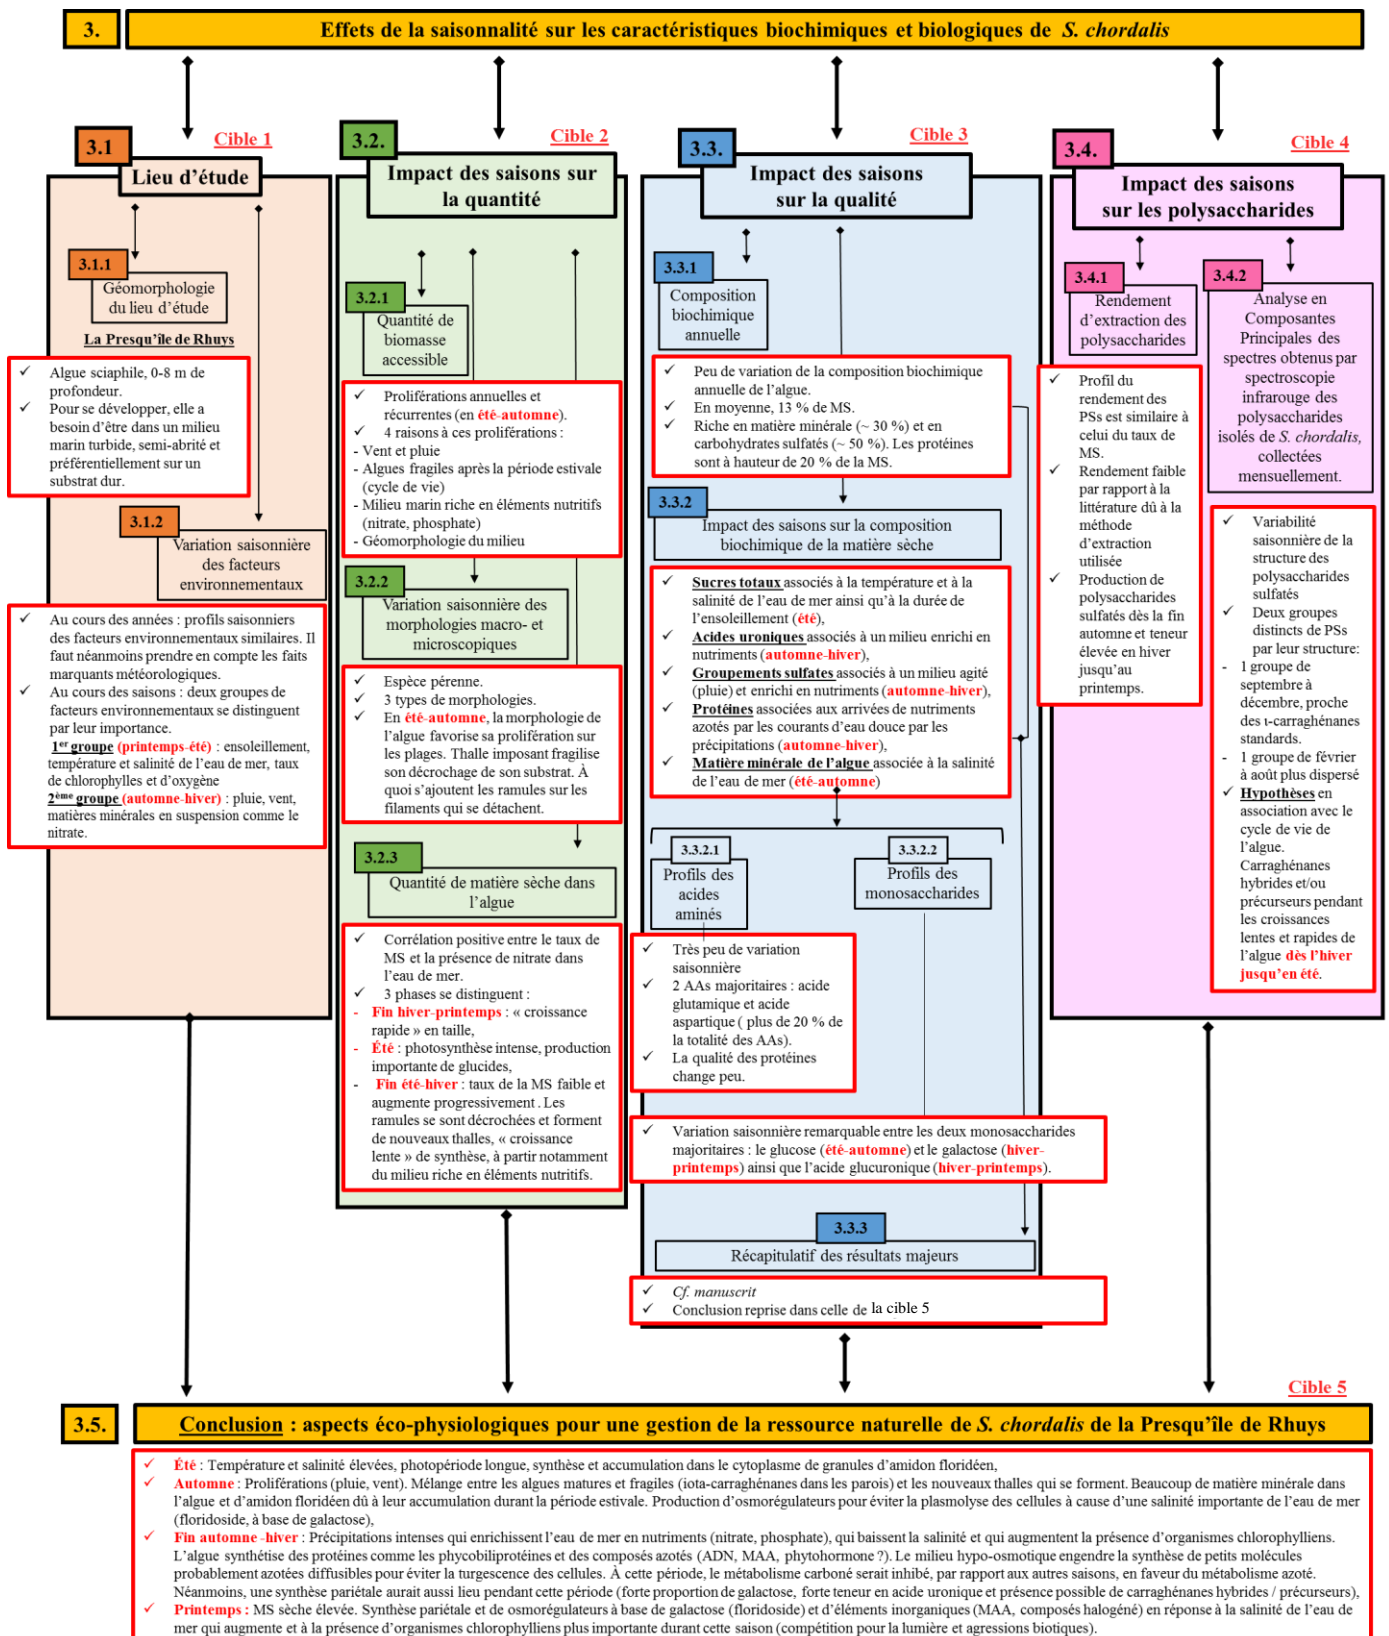 3.
Effets de la saisonnalité sur les caractéristiques biochimiques et biologiques de S. chordalis
Cible 1
3.1
Lieu d'étude
3.1.1
Géomorphologie
du lieu d'étude
La Presqu'île de Rhuys
✓ Algue sciaphile, 0-8 m de
profondeur.
✓ Pour se développer, elle a
besoin d'être dans un milieu
marin turbide, semi-abrité et
préférentiellement sur un
substrat dur.
3.1.2
Variation saisonnière
des facteurs
environnementaux
✓ Au cours des années : profils saisonniers
des facteurs environnementaux similaires. Il
faut néanmoins prendre en compte les faits
marquants météorologiques.
✓ Au cours des saisons : deux groupes de
facteurs environnementaux se distinguent
par leur importance.
1er groupe (printemps-été) : ensoleillement,
température et salinité de l'eau de mer, taux
de chlorophylles et d'oxygène
2ème groupe (automne-hiver) : pluie, vent,
matières minérales en suspension comme le
nitrate.
Cible 2
3.2.
Impact des saisons sur
la quantité
3.2.1
Quantité de
biomasse
accessible
✓ Proliférations annuelles et
récurrentes (en été-automne).
✓ 4 raisons à ces proliférations :
- Vent et pluie
- Algues fragiles après la période estivale
(cycle de vie)
- Milieu marin riche en éléments nutritifs
(nitrate, phosphate)
- Géomorphologie du milieu
3.2.2
Variation saisonnière des
morphologies macro- et
microscopiques
✓ Espèce pérenne.
✓ 3 types de morphologies.
✓ En été-automne, la morphologie de
l'algue favorise sa prolifération sur
les plages. Thalle imposant fragilise
son décrochage de son substrat. À
quoi s'ajoutent les ramules sur les
filaments qui se détachent.
3.2.3
Quantité de matière sèche dans
l'algue
✓ Corrélation positive entre le taux de
MS et la présence de nitrate dans
l'eau de mer.
✓ 3 phases se distinguent :
- Fin hiver-printemps : « croissance
rapide » en taille,
- Été : photosynthèse intense, production
importante de glucides,
- Fin été-hiver : taux de la MS faible et
augmente progressivement . Les
ramules se sont décrochées et forment
de nouveaux thalles, « croissance
lente » de synthèse, à partir notamment
du milieu riche en éléments nutritifs.
Cible 3
3.3.
Impact des saisons
sur la qualité
3.3.1
Composition
biochimique
annuelle
✓ Peu de variation de la composition biochimique
annuelle de l'algue.
✓ En moyenne, 13 % de MS.
✓ Riche en matière minérale (~ 30 %) et en
carbohydrates sulfatés (~ 50 %). Les protéines
sont à hauteur de 20 % de la MS.
3.3.2
Impact des saisons sur la composition
biochimique de la matière sèche
✓ Sucres totaux associés à la température et à la
salinité de l'eau de mer ainsi qu'à la durée de
l'ensoleillement (été),
✓ Acides uroniques associés à un milieu enrichi en
nutriments (automne-hiver),
✓ Groupements sulfates associés à un milieu agité
(pluie) et enrichi en nutriments (automne-hiver),
✓ Protéines associées aux arrivées de nutriments
azotés par les courants d'eau douce par les
précipitations (automne-hiver),
✓ Matière minérale de l'algue associée à la salinité
de l'eau de mer (été-automne)
3.3.2.1
Profils des
acides
aminés
3.3.2.2
Profils des
monosaccharides
✓ Très peu de variation
saisonnière
✓ 2 AAs majoritaires : acide
glutamique et acide
aspartique ( plus de 20 % de
la totalité des AAs).
✓ La qualité des protéines
change peu.
✓ Variation saisonnière remarquable entre les deux monosaccharides
majoritaires : le glucose (été-automne) et le galactose (hiver-
printemps) ainsi que l'acide glucuronique (hiver-printemps).
3.3.3
Récapitulatif des résultats majeurs
✓ Cf. manuscrit
✓ Conclusion reprise dans celle de la cible 5
Cible 4
3.4.
Impact des saisons
sur les polysaccharides
3.4.1
Rendement
d'extraction des
polysaccharides
✓ Profil du
rendement des
PSs est similaire à
celui du taux de
MS.
✓ Rendement faible
par rapport à la
littérature dû à la
méthode
d'extraction
utilisée
✓ Production de
polysaccharides
sulfatés dès la fin
automne et teneur
élevée en hiver
jusqu'au
printemps.
3.4.2
Analyse en
Composantes
Principales des
spectres obtenus par
spectroscopie
infrarouge des
polysaccharides
isolés de S. chordalis,
collectées
mensuellement.
✓ Variabilité
saisonnière de la
structure des
polysaccharides
sulfatés
✓ Deux groupes
distincts de PSs
par leur structure:
- 1 groupe de
septembre à
décembre, proche
des ι-carraghénanes
standards.
- 1 groupe de février
à août plus dispersé
✓ Hypothèses en
association avec le
cycle de vie de
l'algue.
Carraghénanes
hybrides et/ou
précurseurs pendant
les croissances
lentes et rapides de
l'algue dès l'hiver
jusqu'en été.
Cible 5
3.5.
Conclusion : aspects éco-physiologiques pour une gestion de la ressource naturelle de S. chordalis de la Presqu'île de Rhuys
✓ Été : Température et salinité élevées, photopériode longue, synthèse et accumulation dans le cytoplasme de granules d'amidon floridéen,
✓ Automne : Proliférations (pluie, vent). Mélange entre les algues matures et fragiles (iota-carraghénanes dans les parois) et les nouveaux thalles qui se forment. Beaucoup de matière minérale dans
l'algue et d'amidon floridéen dû à leur accumulation durant la période estivale. Production d'osmorégulateurs pour éviter la plasmolyse des cellules à cause d'une salinité importante de l'eau de mer
(floridoside, à base de galactose),
✓ Fin automne -hiver : Précipitations intenses qui enrichissent l'eau de mer en nutriments (nitrate, phosphate), qui baissent la salinité et qui augmentent la présence d'organismes chlorophylliens.
L'algue synthétise des protéines comme les phycobiliprotéines et des composés azotés (ADN, MAA, phytohormone ?). Le milieu hypo-osmotique engendre la synthèse de petits molécules
probablement azotées diffusibles pour éviter la turgescence des cellules. À cette période, le métabolisme carboné serait inhibé, par rapport aux autres saisons, en faveur du métabolisme azoté.
Néanmoins, une synthèse pariétale aurait aussi lieu pendant cette période (forte proportion de galactose, forte teneur en acide uronique et présence possible de carraghénanes hybrides / précurseurs),
✓ Printemps : MS sèche élevée. Synthèse pariétale et de osmorégulateurs à base de galactose (floridoside) et d'éléments inorganiques (MAA, composés halogéné) en réponse à la salinité de l'eau de
mer qui augmente et à la présence d'organismes chlorophylliens plus importante durant cette saison (compétition pour la lumière et agressions biotiques).